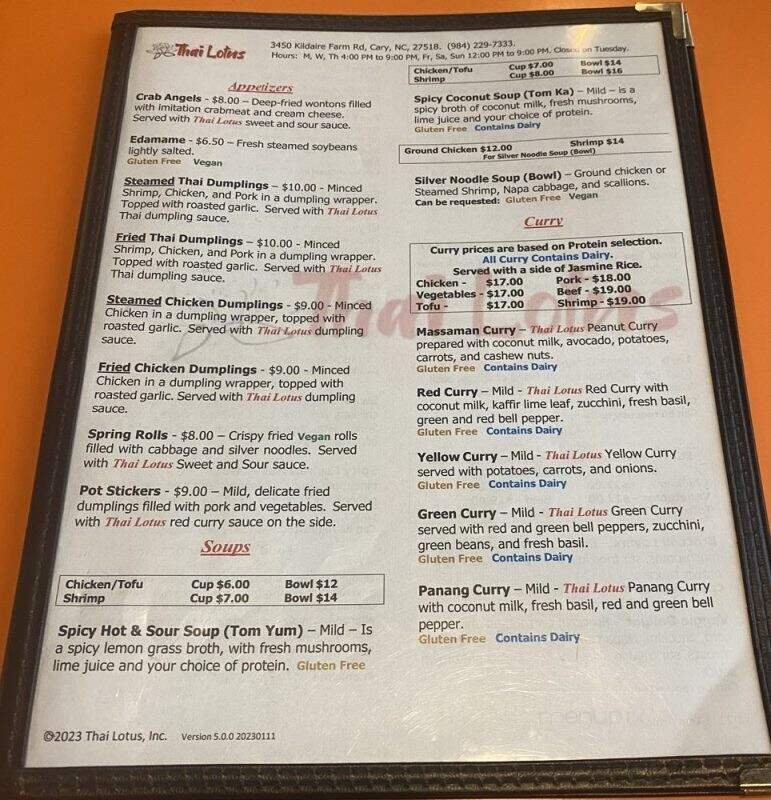 Thai Lotus
3450 Kildaire Farm Rd, Cary, NC, 27518. (984) 229-7333.
Hours: M, W, Th 4:00 PM to 9:00 PM, Fr, Sa, Sun 12:00 PM to 9:00 PM, Closed on Tuesday.
Appetizers
Crab Angels - $8.00 – Deep-fried wontons filled
with imitation crabmeat and cream cheese.
Served with Thai Lotus sweet and sour sauce.
Edamame - $6.50 – Fresh steamed soybeans
lightly salted.
Gluten Free Vegan
Steamed Thai Dumplings – $10.00 - Minced
Shrimp, Chicken, and Pork in a dumpling wrapper.
Topped with roasted garlic. Served with Thai Lotus
Thai dumpling sauce.
Fried Thai Dumplings – $10.00 - Minced
Shrimp, Chicken, and Pork in a dumpling wrapper.
Topped with roasted garlic. Served with Thai Lotus
Thai dumpling sauce.
Steamed Chicken Dumplings - $9.00 - Minced
Chicken in a dumpling wrapper, topped with
roasted garlic. Served with Thai Lotus dumpling
sauce.
Fried Chicken Dumplings - $9.00 - Minced
Chicken in a dumpling wrapper, topped with
roasted garlic. Served with Thai Lotus dumpling
sauce.
Spring Rolls - $8.00 – Crispy fried Vegan rolls
filled with cabbage and silver noodles. Served
with Thai Lotus Sweet and Sour sauce.
Pot Stickers - $9.00 – Mild, delicate fried
dumplings filled with pork and vegetables. Served
with Thai Lotus red curry sauce on the side.
Soups
Chicken/Tofu Cup $6.00 Bowl $12
Shrimp Cup $7.00 Bowl $14
Spicy Hot & Sour Soup (Tom Yum) – Mild – Is
a spicy lemon grass broth, with fresh mushrooms,
lime juice and your choice of protein. Gluten Free
©2023 Thai Lotus, Inc. Version 5.0.0 20230111
Chicken/Tofu Cup $7.00 Bowl $14
Shrimp Cup $8.00 Bowl $16
Spicy Coconut Soup (Tom Ka) – Mild – is a
spicy broth of coconut milk, fresh mushrooms,
lime juice and your choice of protein.
Gluten Free Contains Dairy
Ground Chicken $12.00 Shrimp $14
For Silver Noodle Soup (Bowl)
Silver Noodle Soup (Bowl) – Ground chicken or
Steamed Shrimp, Napa cabbage, and scallions.
Can be requested: Gluten Free Vegan
Curry
Curry prices are based on Protein selection.
All Curry Contains Dairy.
Served with a side of Jasmine Rice.
Chicken - $17.00 Pork - $18.00
Vegetables - $17.00 Beef - $19.00
Tofu - $17.00 Shrimp - $19.00
Thai Lotus
Massaman Curry – Thai Lotus Peanut Curry
prepared with coconut milk, avocado, potatoes,
carrots, and cashew nuts.
Gluten Free Contains Dairy
Red Curry – Mild - Thai Lotus Red Curry with
coconut milk, kaffir lime leaf, zucchini, fresh basil,
green and red bell pepper.
Gluten Free Contains Dairy
Yellow Curry – Mild - Thai Lotus Yellow Curry
served with potatoes, carrots, and onions.
Gluten Free Contains Dairy
Green Curry – Mild - Thai Lotus Green Curry
served with red and green bell peppers, zucchini,
green beans, and fresh basil.
Gluten Free Contains Dairy
Panang Curry – Mild - Thai Lotus Panang Curry
with coconut milk, fresh basil, red and green bell
pepper.
Gluten Free Contains Dairy